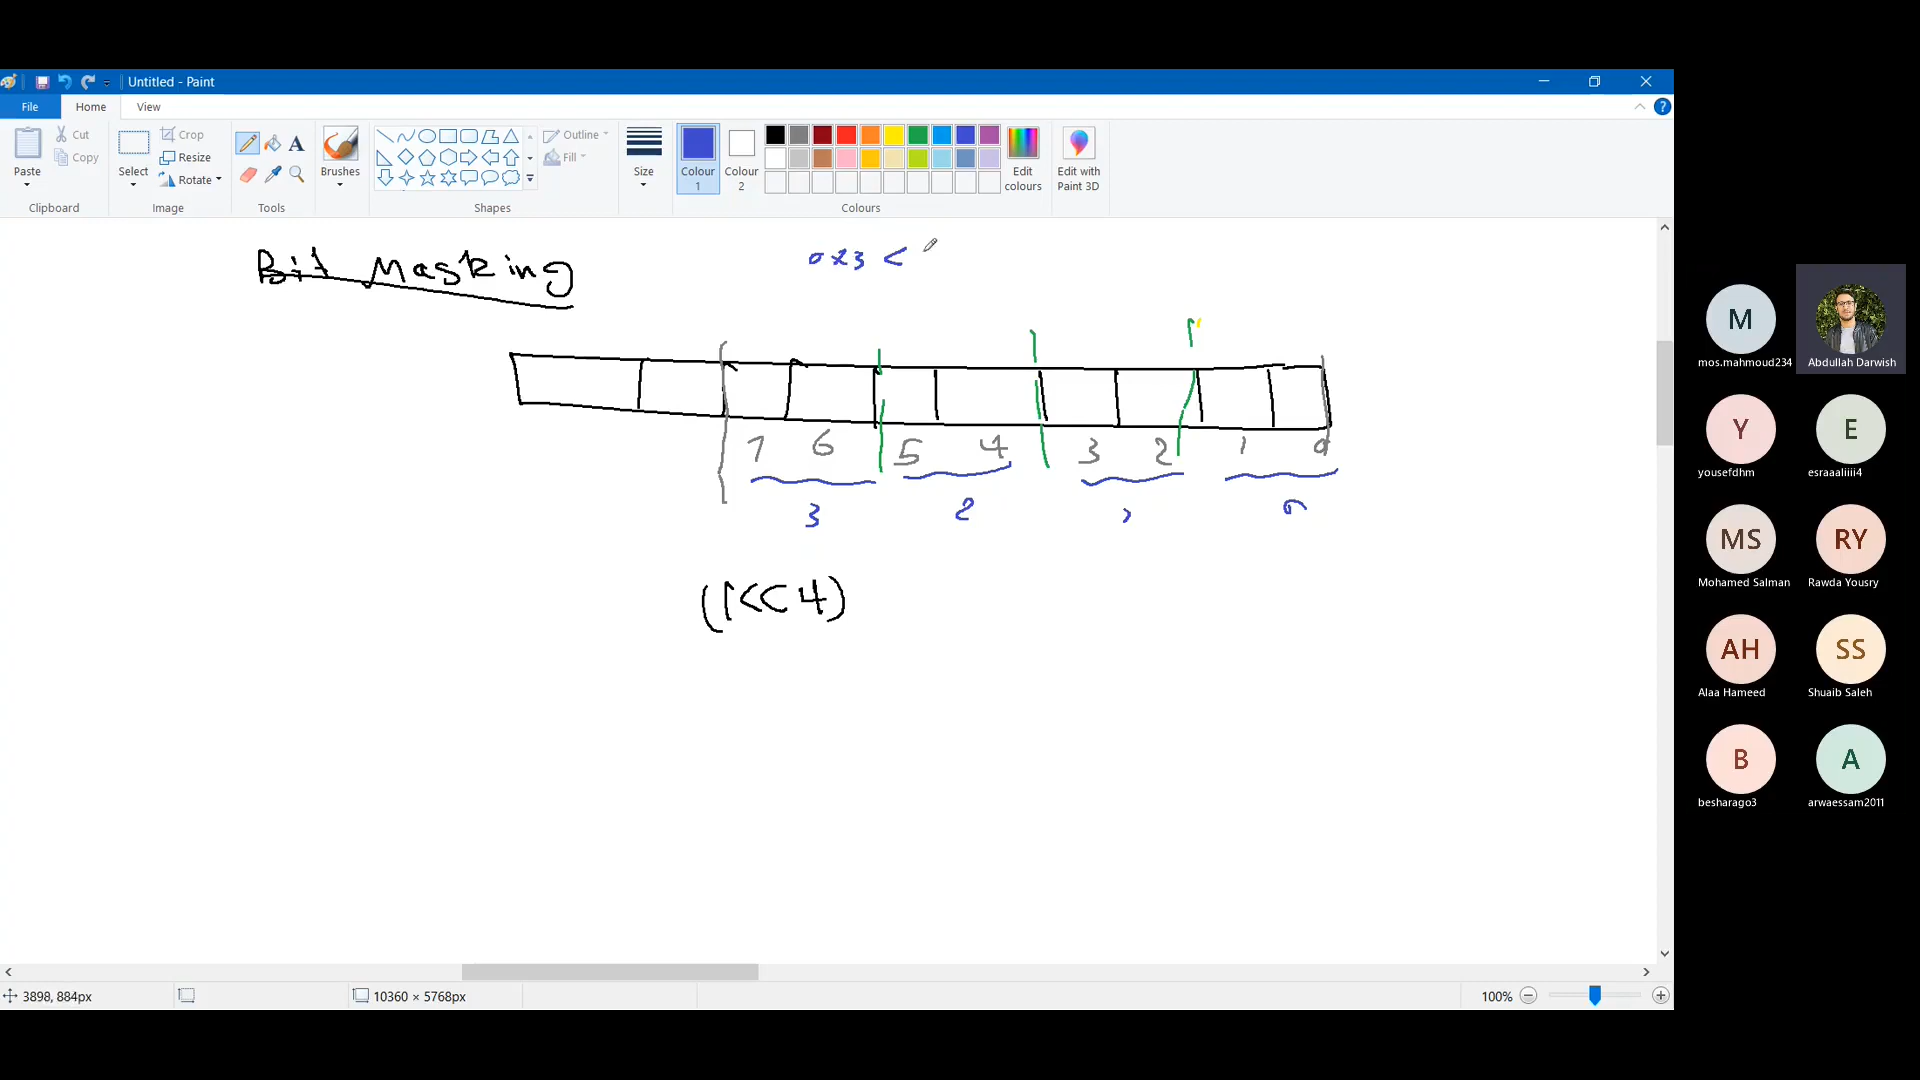 Untitled - Paint
File Home View
Paste Cut Copy Select Crop Resize Rotate Brushes Outline Fill Size Colour 1 Colour 2 Edit colours Edit with Paint 3D
Clipboard Image Tools Shapes Colours
Bit Masking
0x3 <
7 6 5 4 3 2 1 0
3 2 0
(1<<4)
3898, 884px 10360 × 5768px 100%
M
mos.mahmoud234 Abdullah Darwish
Y E
yousefdhm esraaaliiii4
MS RY
Mohamed Salman Rawda Yousry
AH SS
Alaa Hameed Shuaib Saleh
B A
besharago3 arwaessam2011